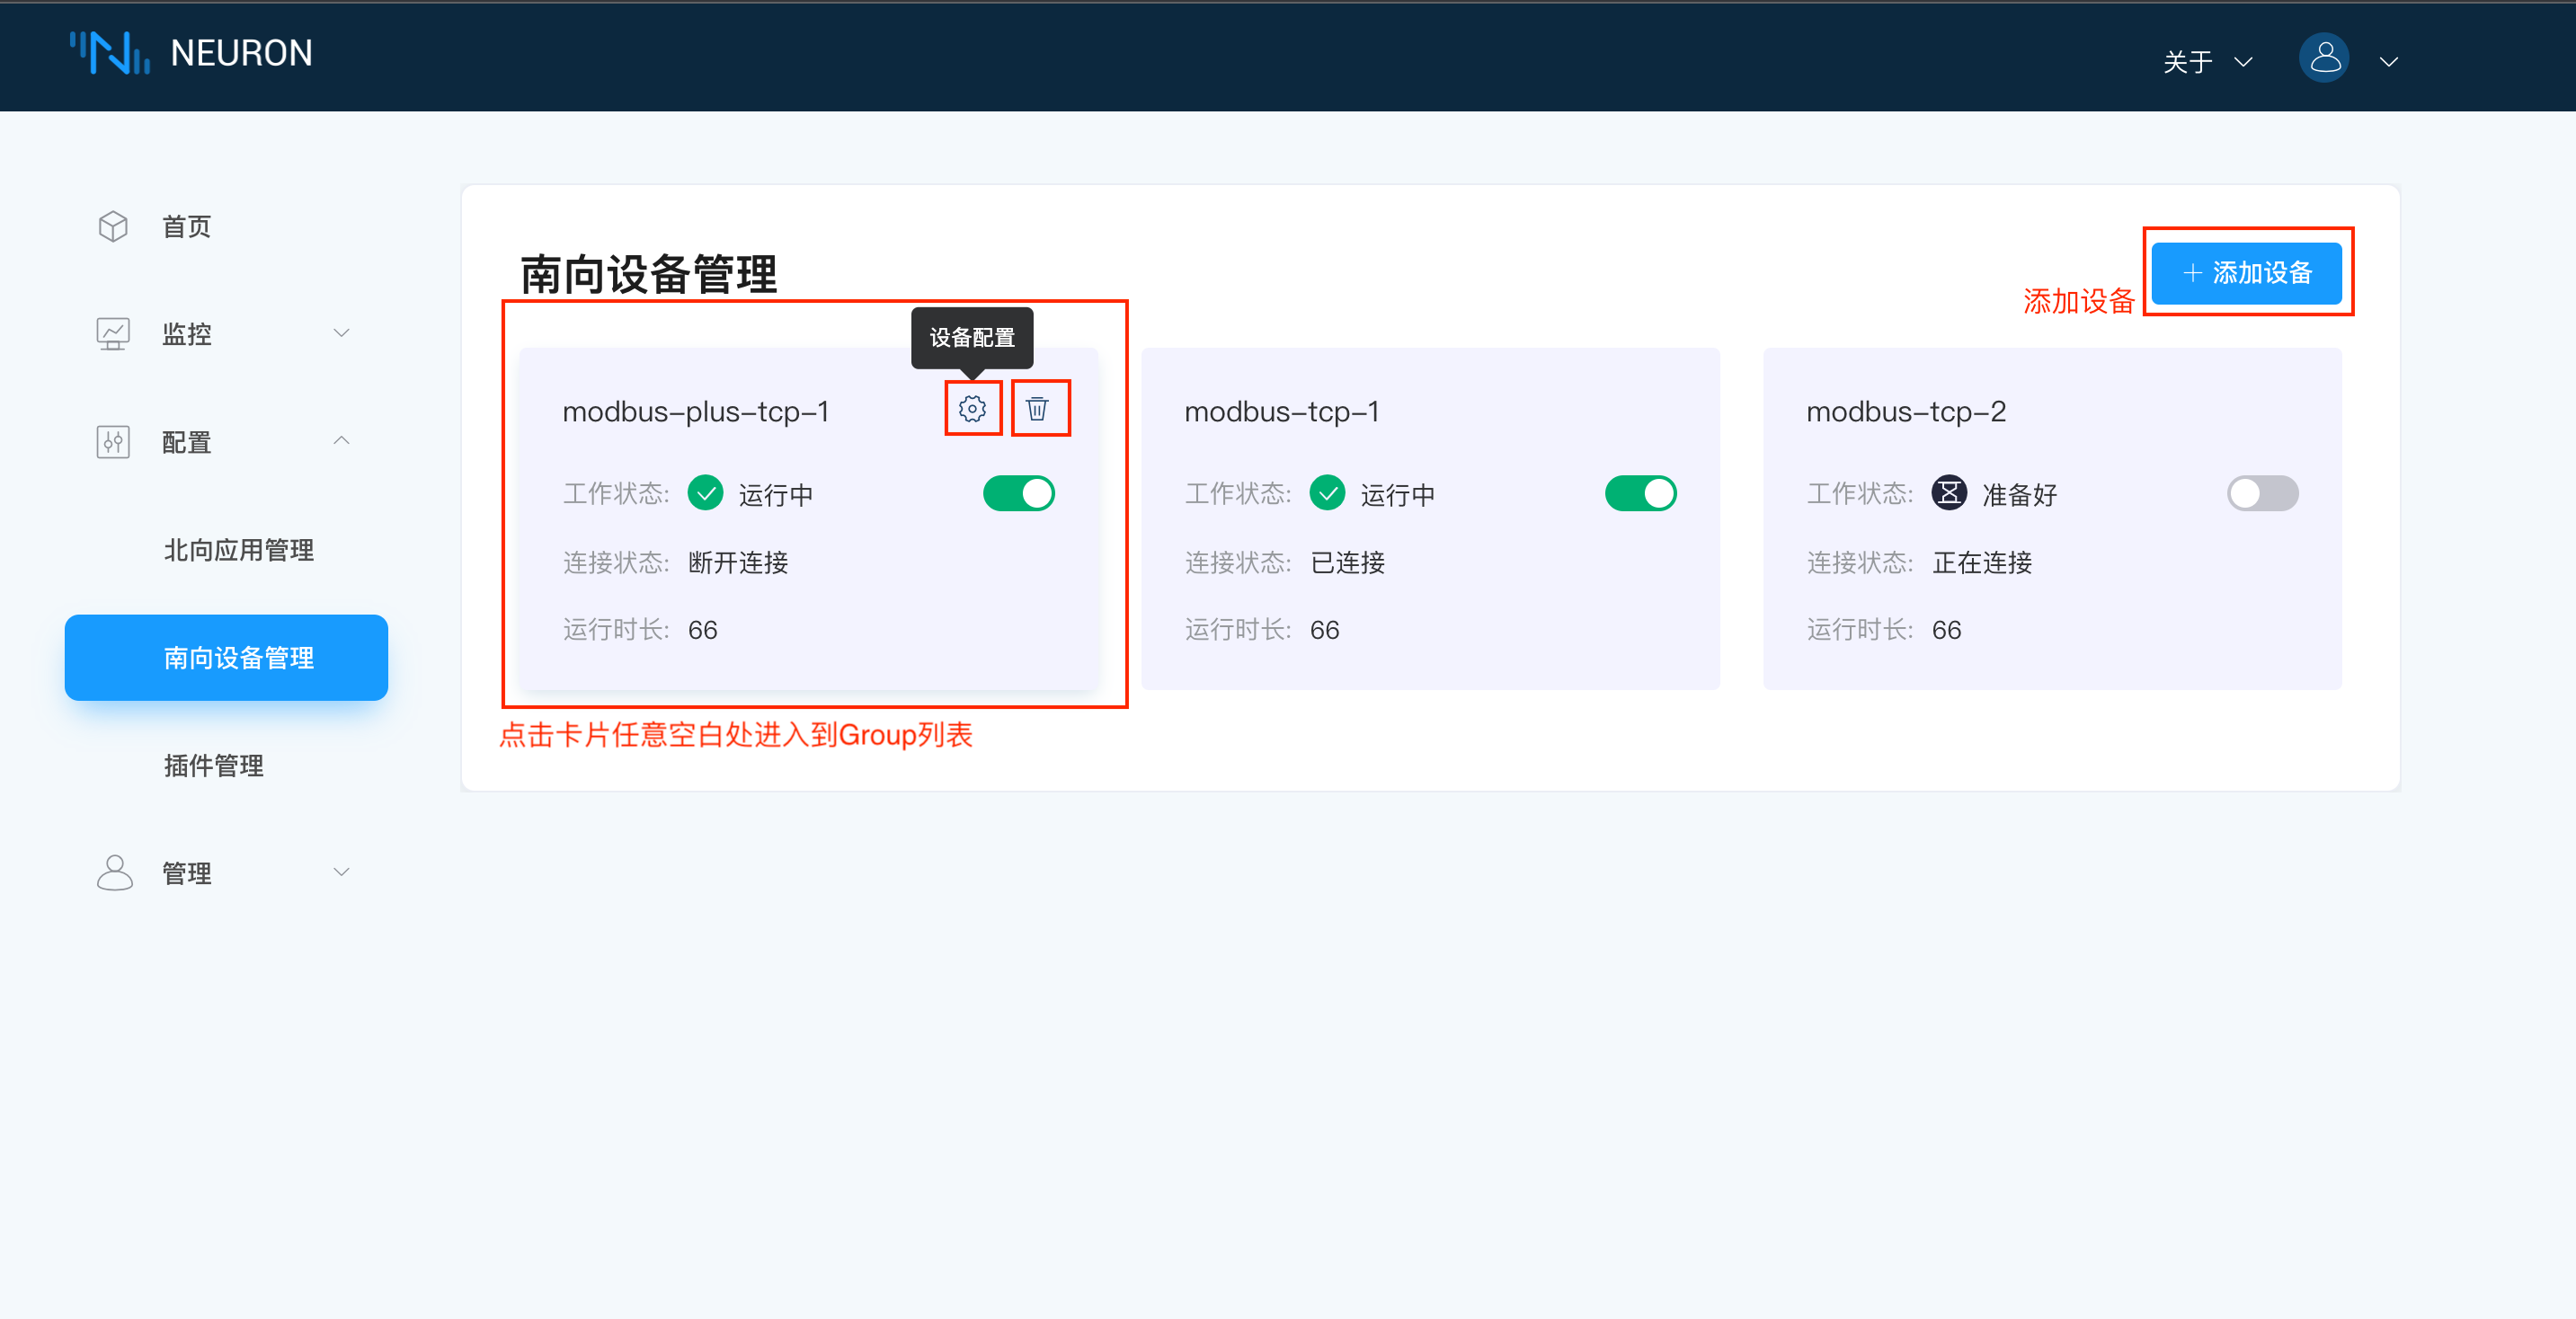 NEURON
关于
首页
监控
配置
北向应用管理
南向设备管理
插件管理
管理
南向设备管理
添加设备
+ 添加设备
设备配置
modbus-plus-tcp-1
工作状态: 运行中
连接状态: 断开连接
运行时长: 66
modbus-tcp-1
工作状态: 运行中
连接状态: 已连接
运行时长: 66
modbus-tcp-2
工作状态: 准备好
连接状态: 正在连接
运行时长: 66
点击卡片任意空白处进入到Group列表